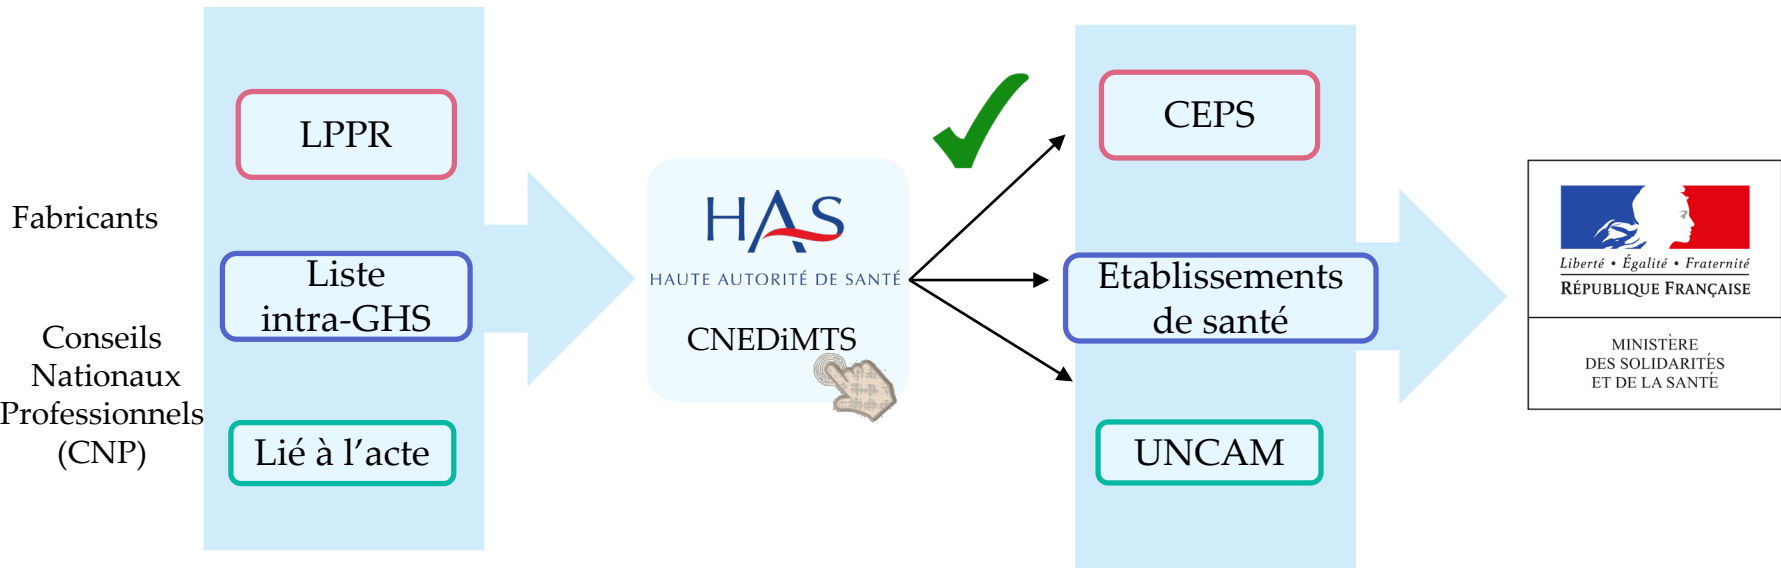 Fabricants
Conseils
Nationaux
Professionnels
(CNP)
LPPR
Liste
intra-GHS
Lié à l’acte
HAS
HAUTE AUTORITÉ DE SANTÉ
CNEDiMTS
CEPS
Etablissements
de santé
UNCAM
Liberté • Égalité • Fraternité
RÉPUBLIQUE FRANÇAISE
MINISTÈRE
DES SOLIDARITÉS
ET DE LA SANTÉ